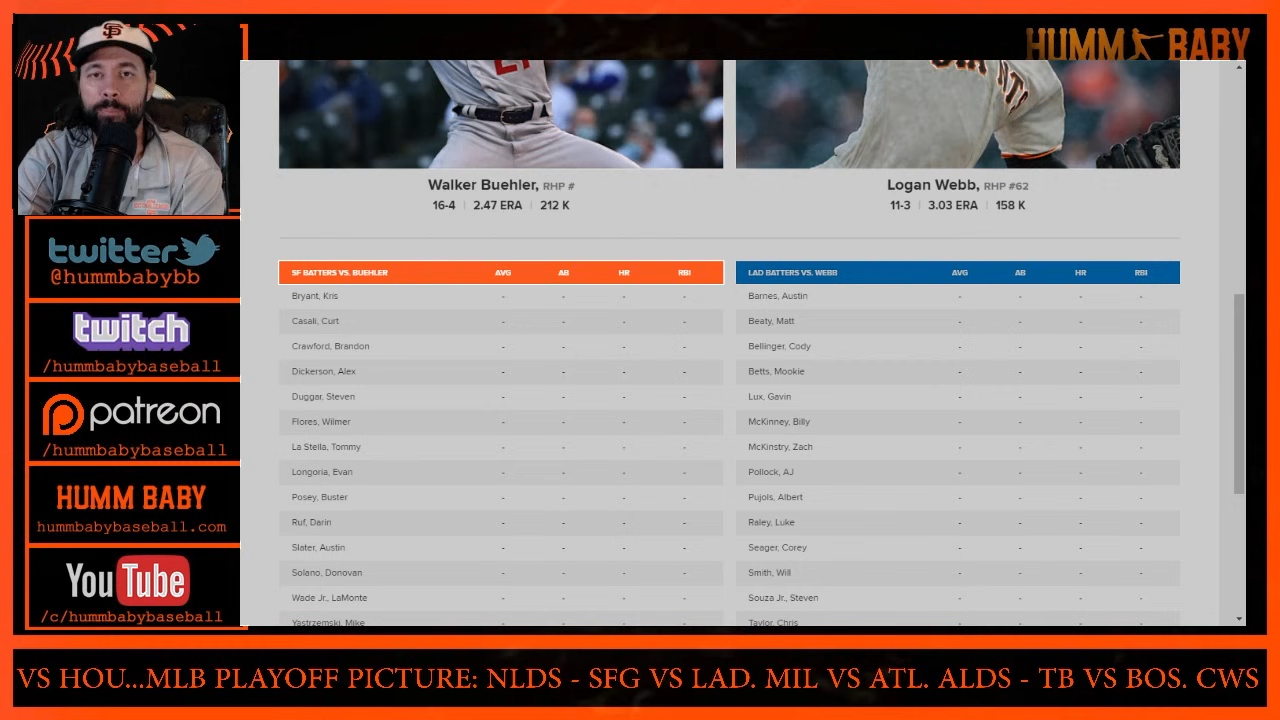 HUMM BABY
SF
twitter
@hummbabybb
twitch
/hummbabybaseball
patreon
/hummbabybaseball
HUMM BABY
hummbabybaseball.com
YouTube
/c/hummbabybaseball
Walker Buehler, RHP #
16-4 | 2.47 ERA | 212 K
Logan Webb, RHP #62
11-3 | 3.03 ERA | 158 K
SF BATTERS VS. BUEHLER AVG AB HR RBI
Bryant, Kris - - - -
Casali, Curt - - - -
Crawford, Brandon - - - -
Dickerson, Alex - - - -
Duggar, Steven - - - -
Flores, Wilmer - - - -
La Stella, Tommy - - - -
Longoria, Evan - - - -
Posey, Buster - - - -
Ruf, Darin - - - -
Slater, Austin - - - -
Solano, Donovan - - - -
Wade Jr., LaMonte - - - -
Yastrzemski, Mike - - - -
LAD BATTERS VS. WEBB AVG AB HR RBI
Barnes, Austin - - - -
Beaty, Matt - - - -
Bellinger, Cody - - - -
Betts, Mookie - - - -
Lux, Gavin - - - -
McKinney, Billy - - - -
McKinstry, Zach - - - -
Pollock, AJ - - - -
Pujols, Albert - - - -
Raley, Luke - - - -
Seager, Corey - - - -
Smith, Will - - - -
Souza Jr., Steven - - - -
Taylor, Chris - - - -
VS HOU...MLB PLAYOFF PICTURE: NLDS - SFG VS LAD. MIL VS ATL. ALDS - TB VS BOS. CWS